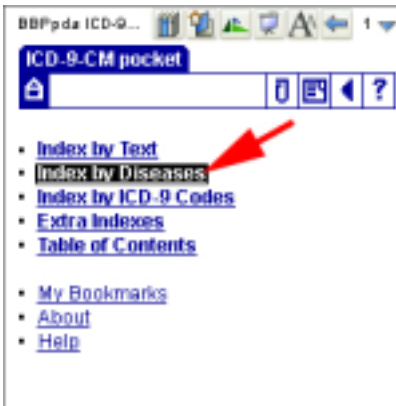 BBPpda ICD-9... 1
ICD-9-CM pocket
?
Index by Text
Index by Diseases
Index by ICD-9 Codes
Extra Indexes
Table of Contents
My Bookmarks
About
Help